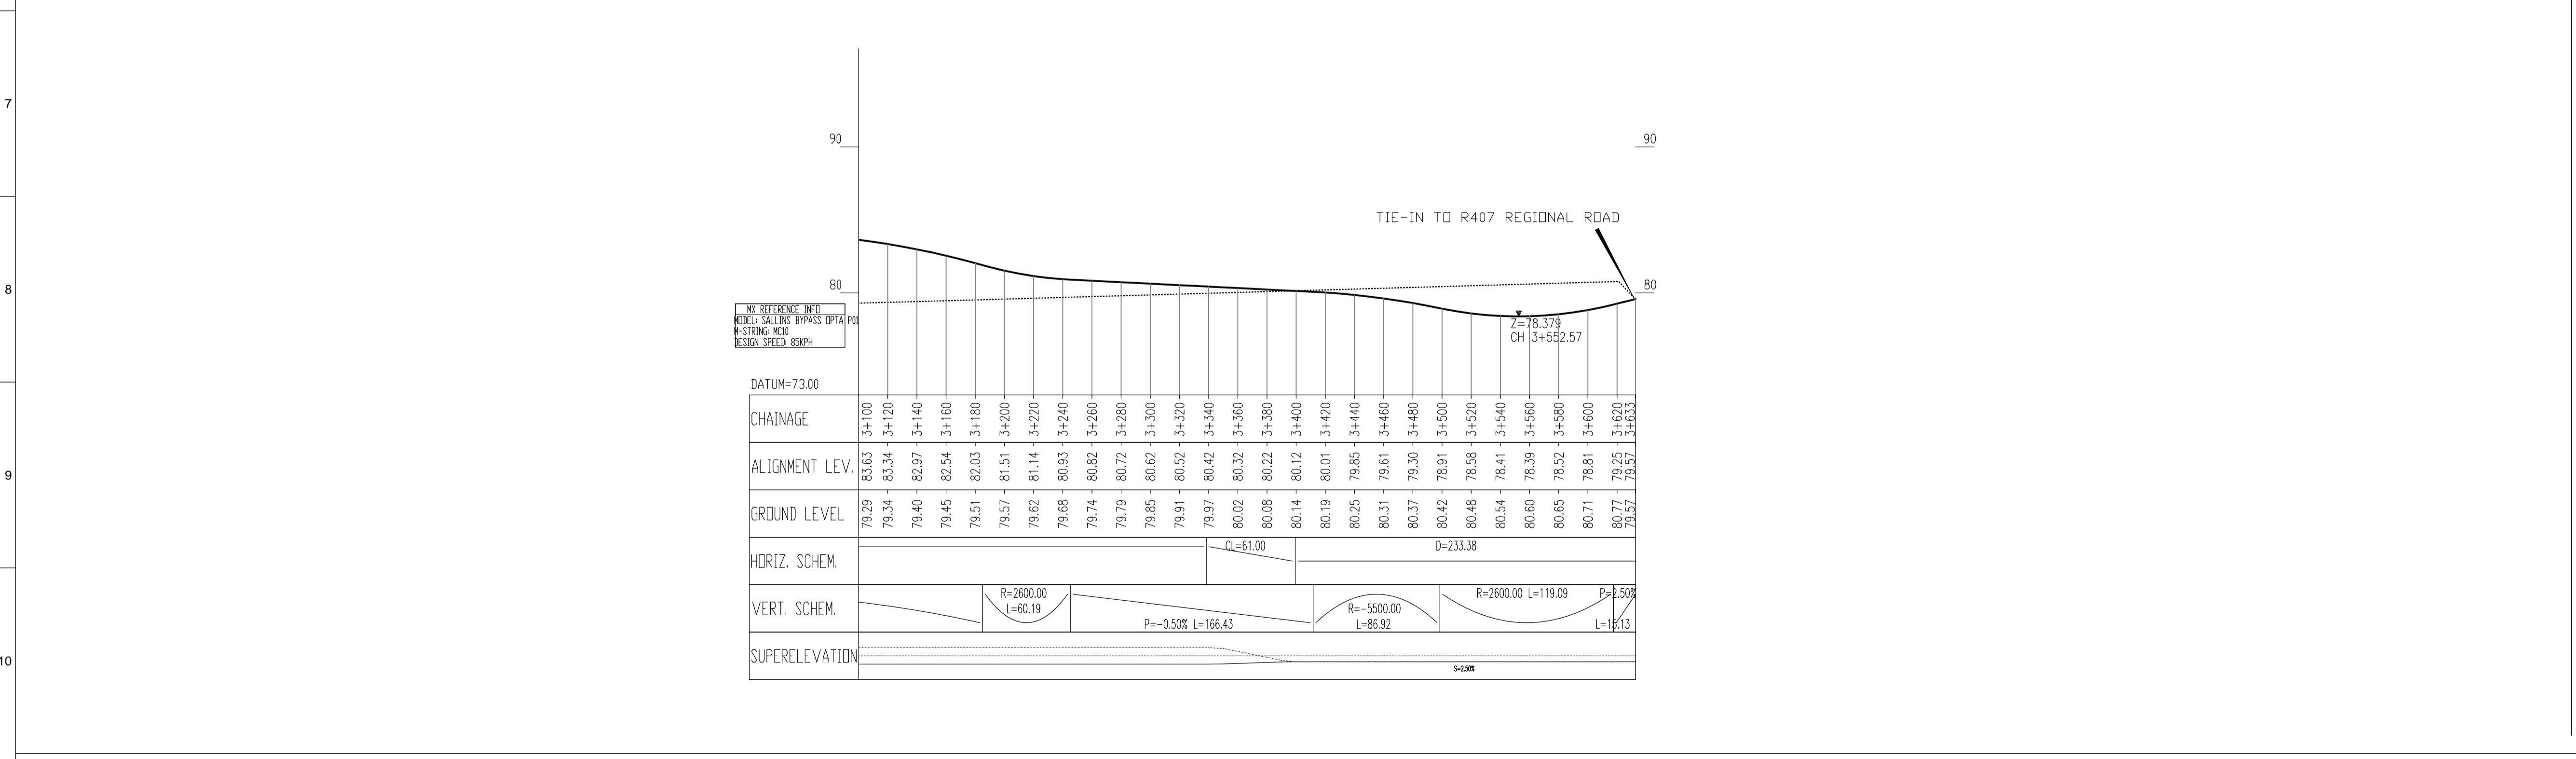 7
90
90
TIE-IN TO R407 REGIONAL ROAD
8
80
80
MX REFERENCE INFO
MODEL: SALLINS BYPASS OPTA P01
M-STRING: MC10
DESIGN SPEED: 85KPH
Z=78.379
CH 3+552.57
DATUM=73.00
CHAINAGE 3+100 3+120 3+140 3+160 3+180 3+200 3+220 3+240 3+260 3+280 3+300 3+320 3+340 3+360 3+380 3+400 3+420 3+440 3+460 3+480 3+500 3+520 3+540 3+560 3+580 3+600 3+620 3+633
9
ALIGNMENT LEV. 83.63 83.34 82.97 82.54 82.03 81.51 81.14 80.93 80.82 80.72 80.62 80.52 80.42 80.32 80.22 80.12 80.01 79.85 79.61 79.30 78.91 78.58 78.41 78.39 78.52 78.81 79.25 79.57
GROUND LEVEL 79.29 79.34 79.40 79.45 79.51 79.57 79.62 79.68 79.74 79.79 79.85 79.91 79.97 80.02 80.08 80.14 80.19 80.25 80.31 80.37 80.42 80.48 80.54 80.60 80.65 80.71 80.77 79.57
HORIZ. SCHEM. CL=61.00 D=233.38
VERT. SCHEM.
R=2600.00
L=60.19
P=-0.50% L=166.43
R=-5500.00
L=86.92
R=2600.00 L=119.09
P=2.50%
L=15.13
10
SUPERELEVATION
S=2.50%